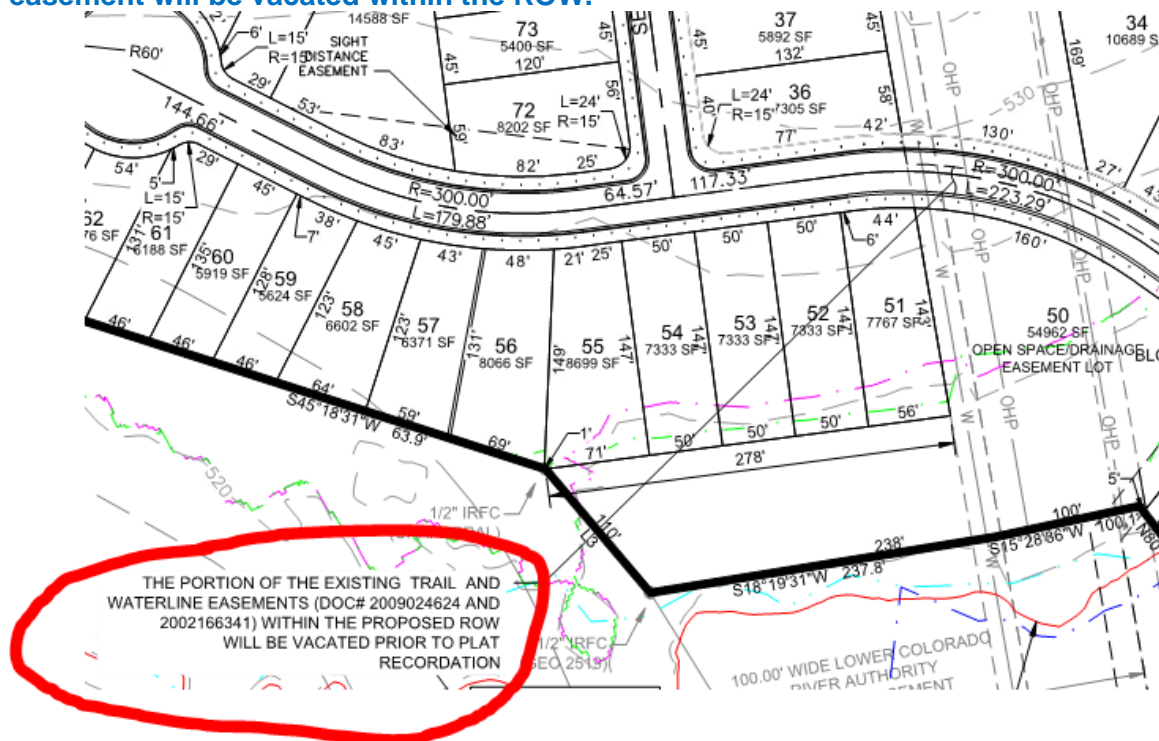 easement will be vacated within the ROW.
14588 SF
73
5400 SF
120'
45'
45'
37
5892 SF
132'
45'
34
10689 S
169'
6'
L=15'
R=15'
SIGHT
DISTANCE
EASEMENT
R60'
29'
53'
59'
83'
72
8202 SF
56'
L=24'
R=15'
82'
25'
40'
L=24'
R=15'
36
7305 SF
58'
77'
42'
OHP
530
OHP
130'
27'
W
144.66'
R=300.00'
L=179.88'
64.57'
117.33'
R=300.00'
L=223.29'
54'
5'
L=15'
R=15'
29'
45'
38'
7'
45'
43'
48'
21'
25'
50'
50'
50'
44'
6'
160'
62
76 SF
131'
61
6188 SF
135'
60
5919 SF
128'
59
5624 SF
123'
58
6602 SF
123'
57
6371 SF
131'
56
8066 SF
149'
55
8699 SF
147'
54
7333 SF
147'
53
7333 SF
147'
52
7333 SF
147'
51
7767 SF
143'
W
OHP
OHP
50
54962 SF
OPEN SPACE/DRAINAGE
EASEMENT LOT
46'
46'
46'
64'
59'
69'
S45°18'31"W
63.9'
1'
71'
50'
50'
50'
56'
278'
W
OHP
OHP
520
1/2" IRFC
110'
L3
238'
S18°19'31"W
237.8'
100'
S15°28'86"W
5'
W
THE PORTION OF THE EXISTING TRAIL AND
WATERLINE EASEMENTS (DOC# 2009024624 AND
2002166341) WITHIN THE PROPOSED ROW
WILL BE VACATED PRIOR TO PLAT
RECORDATION
1/2" IRFC
100.00' WIDE LOWER COLORADO
RIVER AUTHORITY